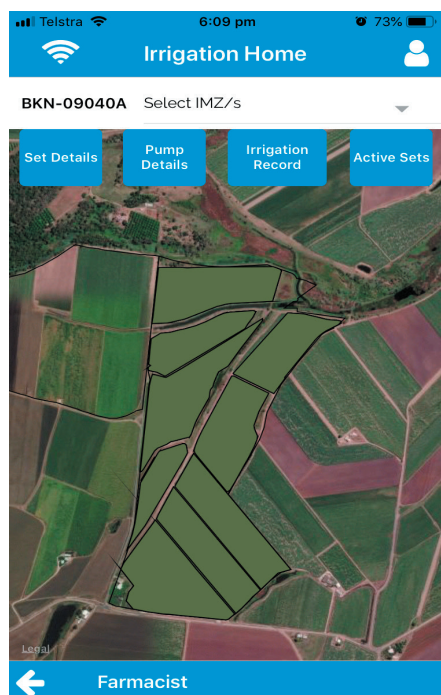 Telstra 6:09 pm 73%
Irrigation Home
BKN-09040A Select IMZ/s
Set Details Pump Details Irrigation Record Active Sets
Legal
Farmacist